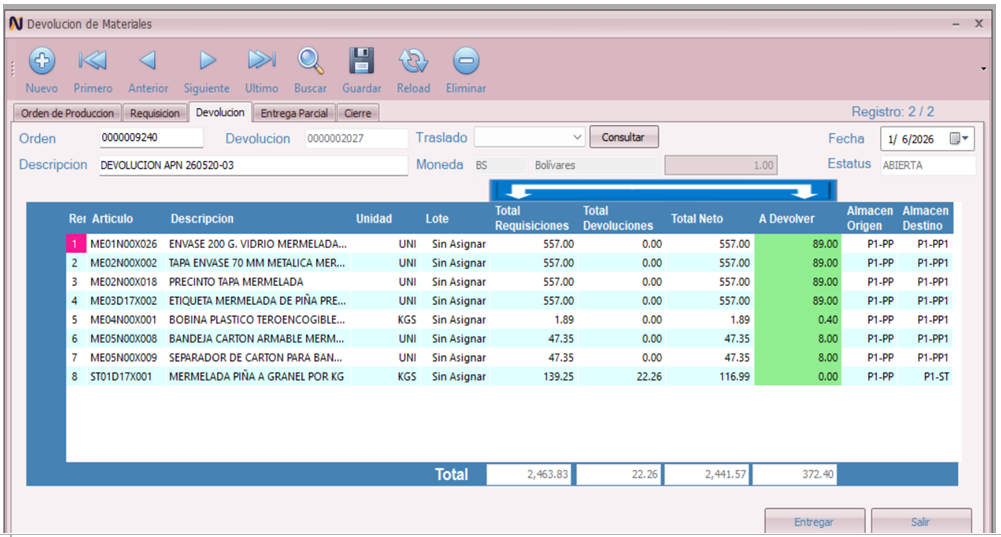 Devolucion de Materiales
Nuevo Primero Anterior Siguiente Ultimo Buscar Guardar Reload Eliminar
Orden de Produccion Requisicion Devolucion Entrega Parcial Cierre Registro: 2 / 2
Orden 0000009240 Devolucion 0000002027 Traslado Consultar Fecha 1/ 6/2026
Descripcion DEVOLUCION APN 260520-03 Moneda BS Bolívares 1.00 Estatus ABIERTA
Rer Articulo Descripcion Unidad Lote Total Requisiciones Total Devoluciones Total Neto A Devolver Almacen Origen Almacen Destino
1 ME01N00X026 ENVASE 200 G. VIDRIO MERMELADA... UNI Sin Asignar 557.00 0.00 557.00 89.00 P1-PP P1-PP1
2 ME02N00X002 TAPA ENVASE 70 MM METALICA MER... UNI Sin Asignar 557.00 0.00 557.00 89.00 P1-PP P1-PP1
3 ME02N00X018 PRECINTO TAPA MERMELADA UNI Sin Asignar 557.00 0.00 557.00 89.00 P1-PP P1-PP1
4 ME03D17X002 ETIQUETA MERMELADA DE PIÑA PRE... UNI Sin Asignar 557.00 0.00 557.00 89.00 P1-PP P1-PP1
5 ME04N00X001 BOBINA PLASTICO TEROENCOGIBLE... KGS Sin Asignar 1.89 0.00 1.89 0.40 P1-PP P1-PP1
6 ME05N00X008 BANDEJA CARTON ARMABLE MERM... UNI Sin Asignar 47.35 0.00 47.35 8.00 P1-PP P1-PP1
7 ME05N00X009 SEPARADOR DE CARTON PARA BAN... UNI Sin Asignar 47.35 0.00 47.35 8.00 P1-PP P1-PP1
8 ST01D17X001 MERMELADA PIÑA A GRANEL POR KG KGS Sin Asignar 139.25 22.26 116.99 0.00 P1-PP P1-ST
Total 2,463.83 22.26 2,441.57 372.40
Entregar Salir